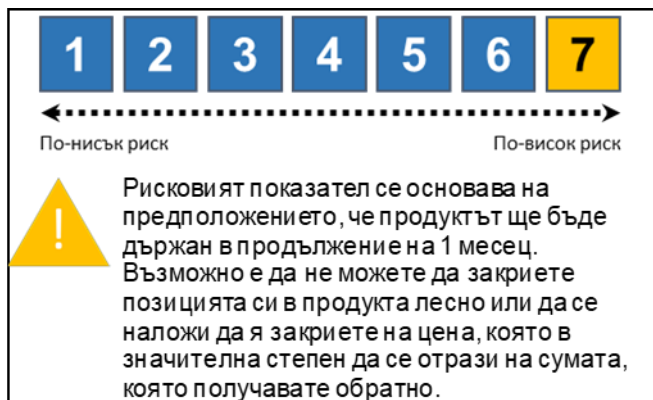 1 2 3 4 5 6 7
По-нисък риск По-висок риск
!
Рисковият показател се основава на
предположението, че продуктът ще бъде
държан в продължение на 1 месец.
Възможно е да не можете да закриете
позицията си в продукта лесно или да се
наложи да я закриете на цена, която в
значителна степен да се отрази на сумата,
която получавате обратно.